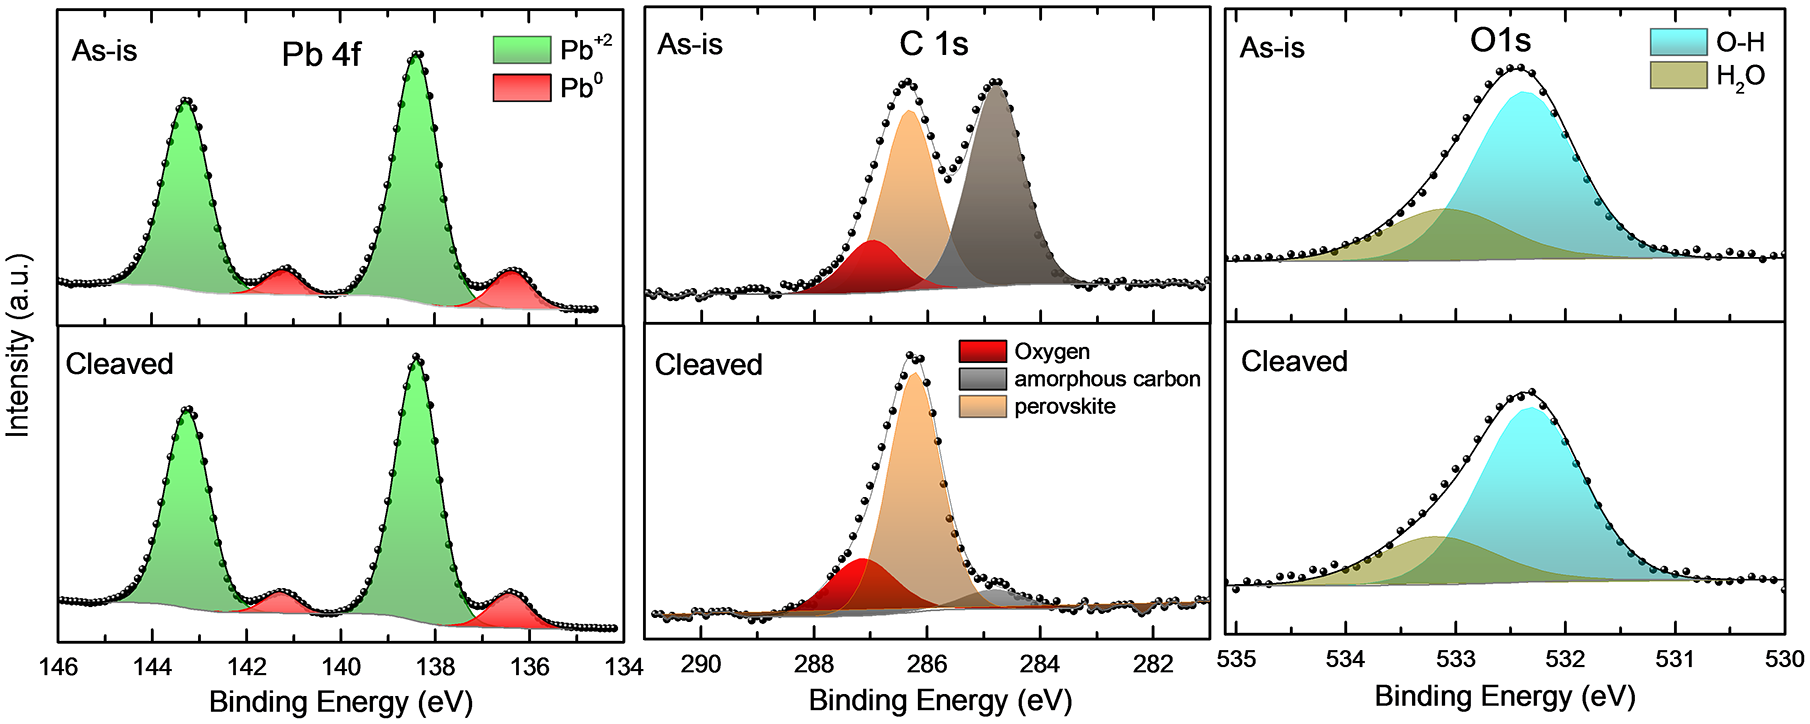 As-is
Pb 4f
Pb+2
Pb0
Cleaved
146 144 142 140 138 136 134
Binding Energy (eV)
Intensity (a.u.)
As-is
C 1s
Cleaved
Oxygen
amorphous carbon
perovskite
290 288 286 284 282
Binding Energy (eV)
As-is
O1s
O-H
H2O
Cleaved
535 534 533 532 531 530
Binding Energy (eV)